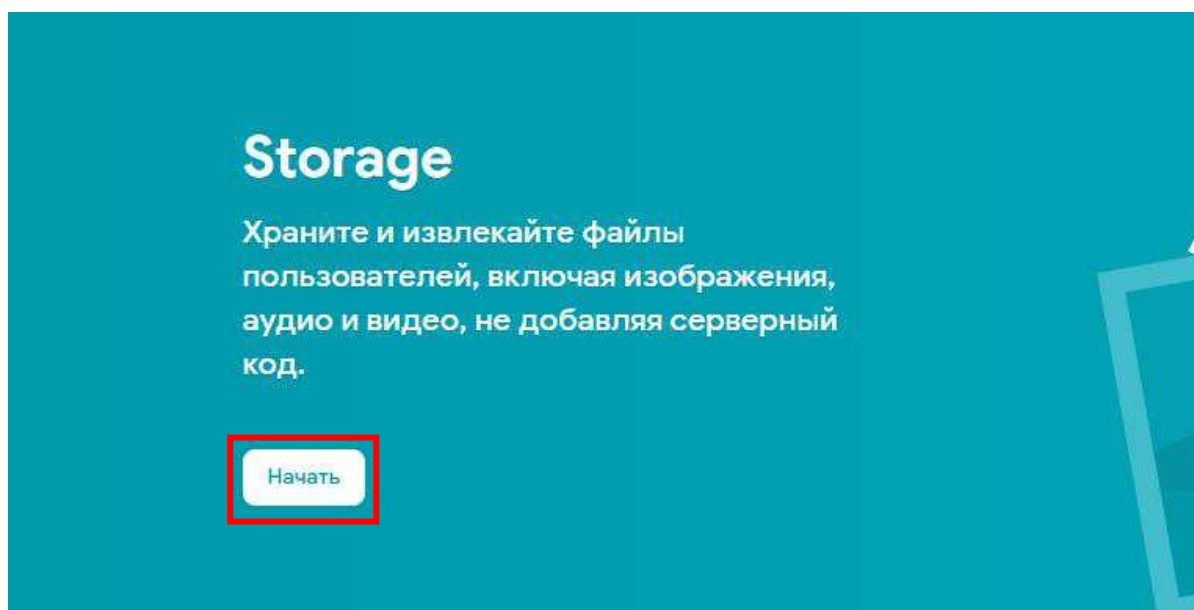 Storage
Храните и извлекайте файлы
пользователей, включая изображения,
аудио и видео, не добавляя серверный
код.
Начать